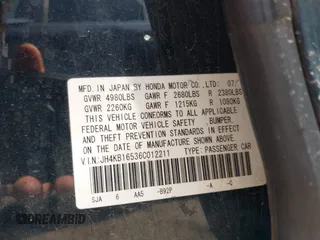 MFD. IN JAPAN BY HONDA MOTOR CO.,LTD. 07/
GVWR 4980LBS GAWR F 2680LBS R 2380LBS
GVWR 2260KG GAWR F 1215KG R 1080KG
THIS VEHICLE CONFORMS TO ALL APPLICABLE
FEDERAL MOTOR VEHICLE SAFETY, BUMPER,
AND THEFT PREVENTION STANDARDS IN EFFECT
ON THE DATE OF MANUFACTURE SHOWN ABOVE.
V.I.N: JH4KB16536C012211 TYPE: PASSENGER CAR
SJA 6 AA5 -B92P -A -C
IDRIVEBID